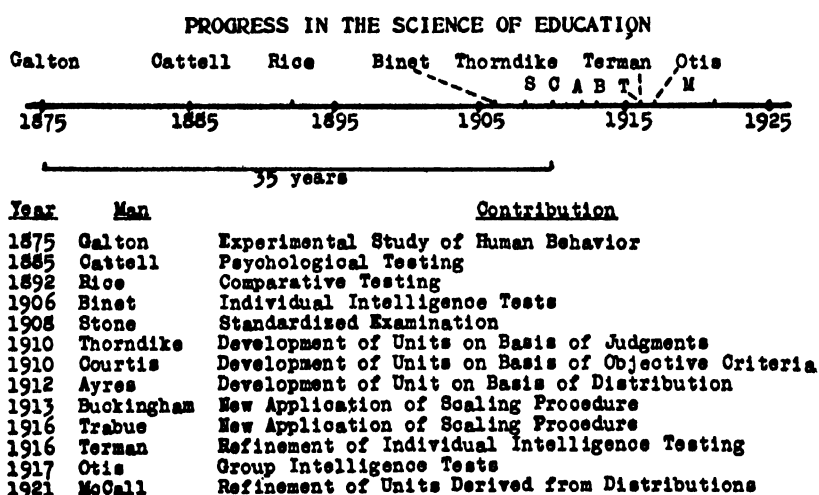 PROGRESS IN THE SCIENCE OF EDUCATION
Galton Cattell Rice Binet Thorndike Terman Otis
S C A B T M
1875 1885 1895 1905 1915 1925
35 years
Year Man Contribution
1875 Galton Experimental Study of Human Behavior
1885 Cattell Psychological Testing
1892 Rice Comparative Testing
1906 Binet Individual Intelligence Tests
1908 Stone Standardized Examination
1910 Thorndike Development of Units on Basis of Judgments
1910 Courtis Development of Units on Basis of Objective Criteria
1912 Ayres Development of Unit on Basis of Distribution
1913 Buckingham New Application of Scaling Procedure
1916 Trabue New Application of Scaling Procedure
1916 Terman Refinement of Individual Intelligence Testing
1917 Otis Group Intelligence Tests
1921 McCall Refinement of Units Derived from Distributions